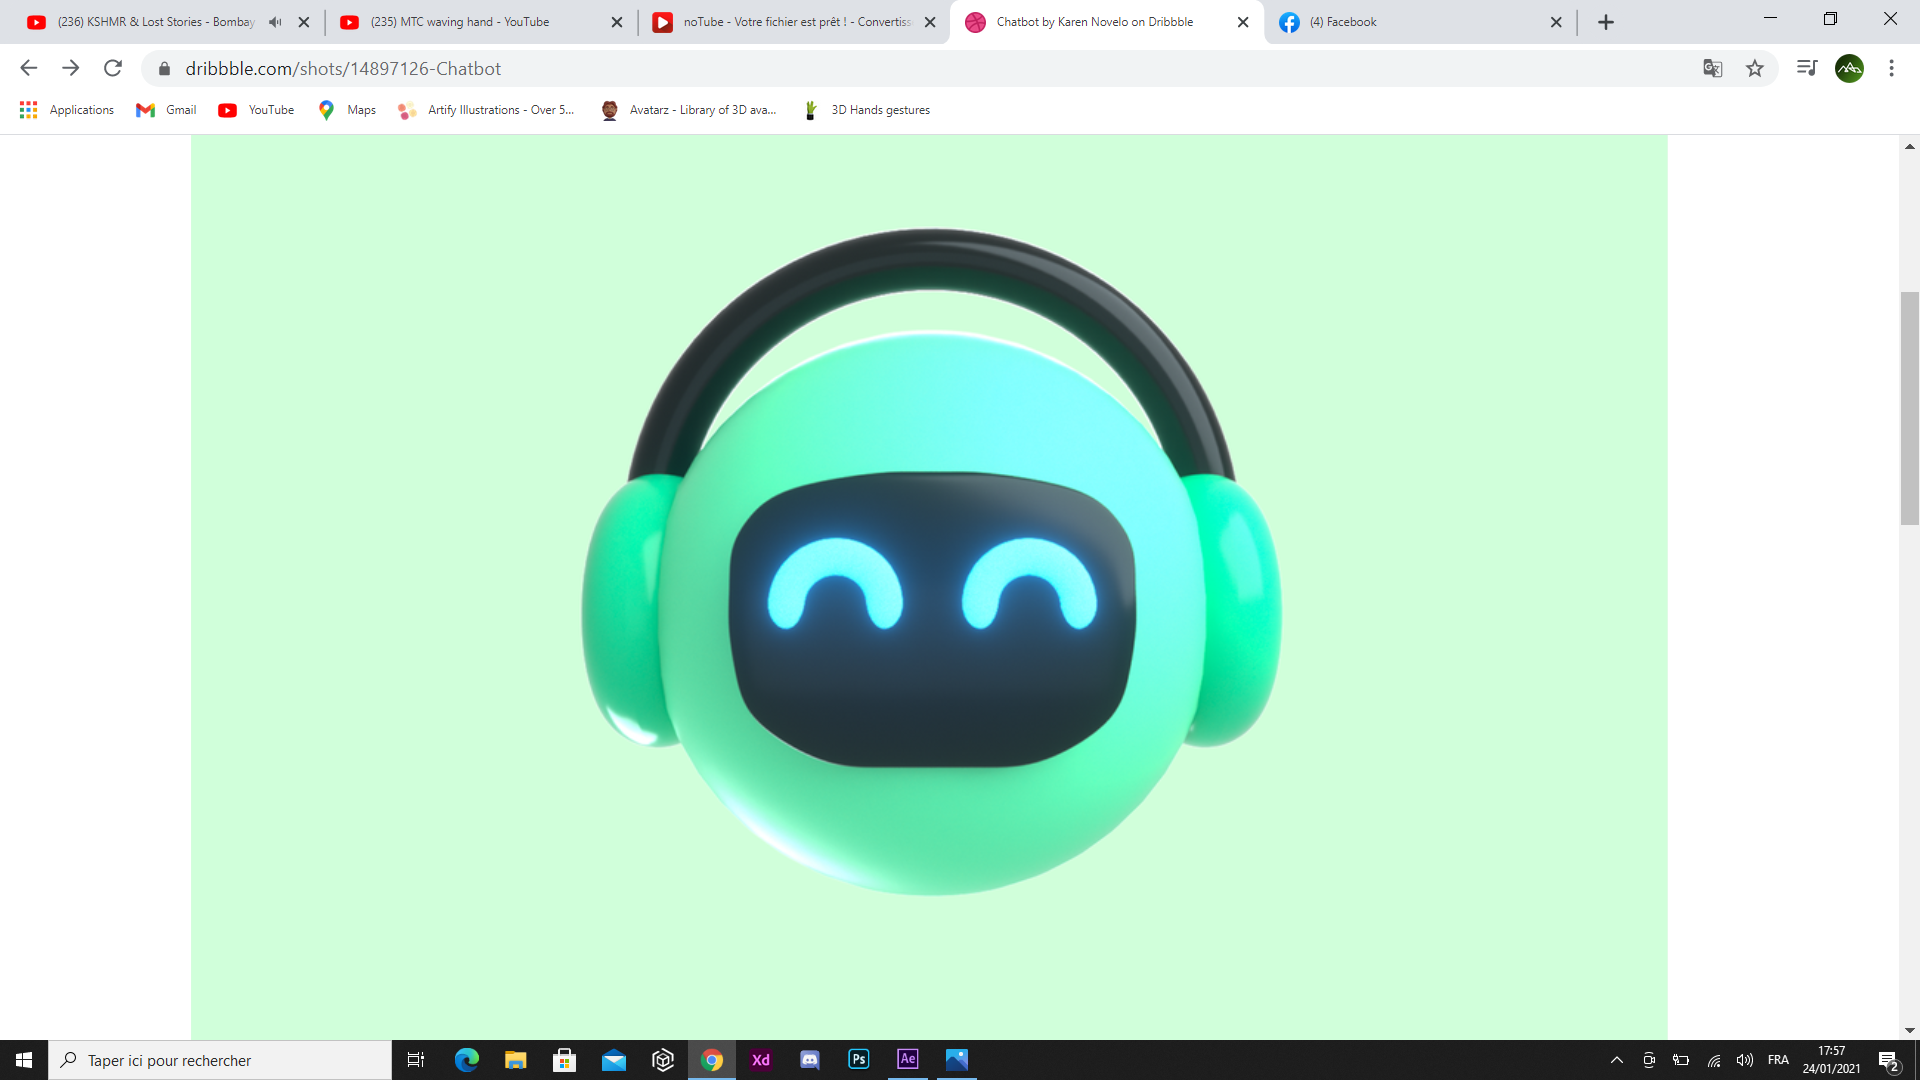 (236) KSHMR & Lost Stories - Bombay
(235) MTC waving hand - YouTube
noTube - Votre fichier est prêt ! - Convertiss
Chatbot by Karen Novelo on Dribbble
(4) Facebook
dribbble.com/shots/14897126-Chatbot
Applications
Gmail
YouTube
Maps
Artify Illustrations - Over 5...
Avatarz - Library of 3D ava...
3D Hands gestures
Taper ici pour rechercher
Xd
Ps
Ae
FRA
17:57
24/01/2021
2